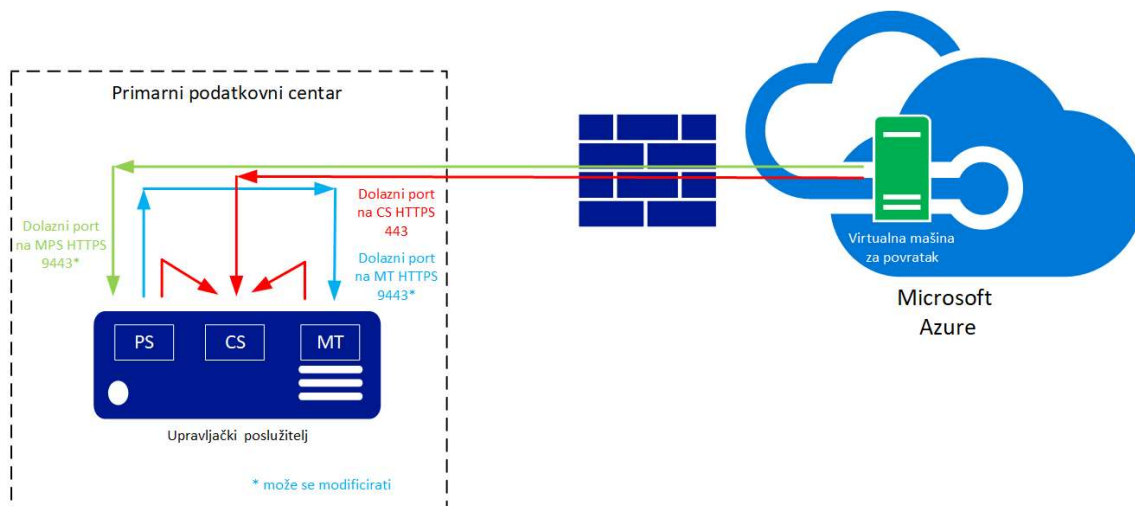 Primarni podatkovni centar
Dolazni port
na MPS HTTPS
9443*
Dolazni port
na CS HTTPS
443
Dolazni port
na MT HTTPS
9443*
PS
CS
MT
Upravljački poslužitelj
* može se modificirati
Virtualna mašina
za povratak
Microsoft
Azure